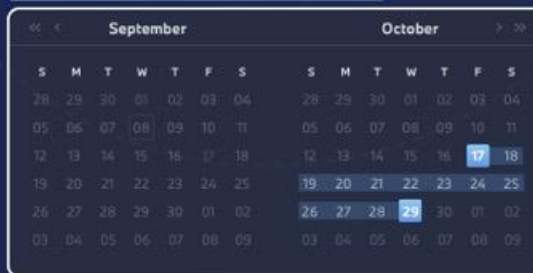 « < September
October > »
S M T W T F S
28 29 30 01 02 03 04
05 06 07 08 09 10 11
12 13 14 15 16 17 18
19 20 21 22 23 24 25
26 27 28 29 30 01 02
03 04 05 06 07 08 09
S M T W T F S
28 29 30 01 02 03 04
05 06 07 08 09 10 11
12 13 14 15 16 17 18
19 20 21 22 23 24 25
26 27 28 29 30 01 02
03 04 05 06 07 08 09